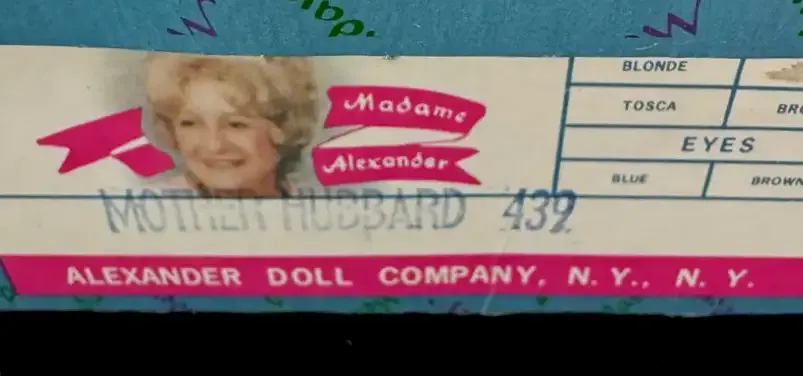 Madame
Alexander
BLONDE
TOSCA
EYES
BLUE BROWN
MOTHER HUBBARD 439
ALEXANDER DOLL COMPANY, N. Y., N. Y.